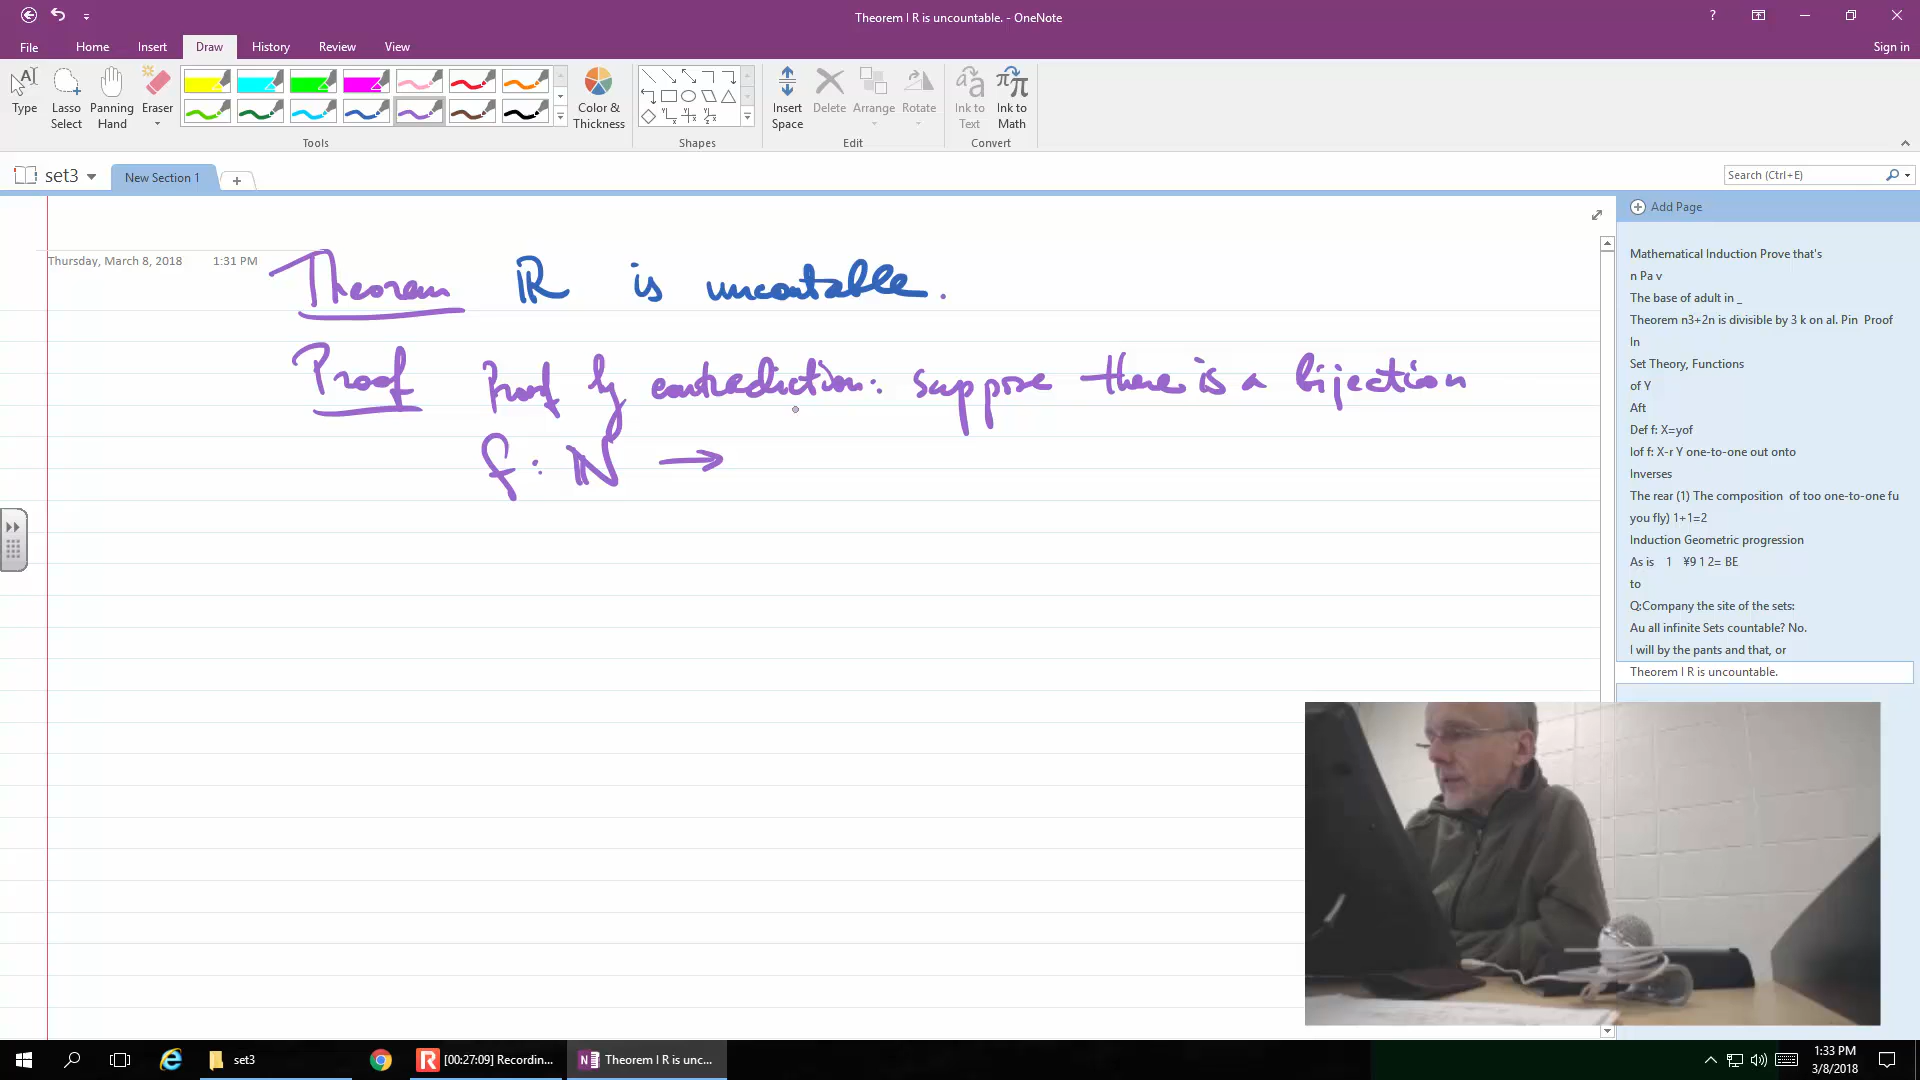 Theorem I R is uncountable. - OneNote
File Home Insert Draw History Review View Sign in
Type
Lasso Select
Panning Hand
Eraser
Color & Thickness
Insert Space
Delete Arrange Rotate
Ink to Text
Ink to Math
Tools Shapes Edit Convert
set3 New Section 1 Search (Ctrl+E)
Add Page
Thursday, March 8, 2018 1:31 PM
Theorem ℝ is uncountable.
Proof Proof by contradiction: suppose there is a bijection
f : ℕ →
Mathematical Induction Prove that's
n Pa v
The base of adult in _
Theorem n3+2n is divisible by 3 k on al. Pin Proof
In
Set Theory, Functions
of Y
Aft
Def f: X=yof
Iof f: X-r Y one-to-one out onto
Inverses
The rear (1) The composition of too one-to-one fu
you fly) 1+1=2
Induction Geometric progression
As is 1 ¥9 1 2= BE
to
Q:Company the site of the sets:
Au all infinite Sets countable? No.
I will by the pants and that, or
Theorem I R is uncountable.
set3
[00:27:09] Recordin...
Theorem I R is unc...
1:33 PM
3/8/2018